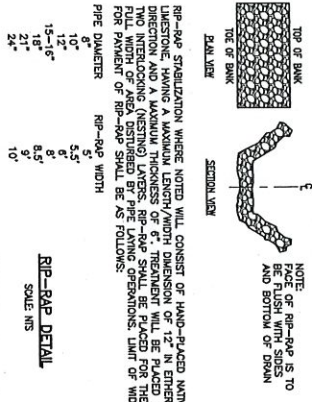 TOP OF BANK
TOE OF BANK
PLAN VIEW
℄
SECTION VIEW
NOTE:
FACE OF RIP-RAP IS TO
BE FLUSH WITH SIDES
AND BOTTOM OF DRAIN
RIP-RAP STABILIZATION WHERE NOTED WILL CONSIST OF HAND-PLACED
LIMESTONE, HAVING A MAXIMUM LENGTH/WIDTH DIMENSION OF 12" IN EITHER
DIRECTION AND A MAXIMUM THICKNESS OF 6". TREATMENT WILL BE PLACED
TWO INTERLOCKING (NESTING) LAYERS. RIP-RAP SHALL BE PLACED FOR THE
FULL WIDTH OF AREA DISTURBED BY PIPE LAYING OPERATIONS. LIMIT OF
FOR PAYMENT OF RIP-RAP SHALL BE AS FOLLOWS:
PIPE DIAMETER RIP-RAP WIDTH
8" 5'
10" 5.5'
12" 6'
15-16" 8'
18" 8.5'
21" 9'
24" 10'
RIP-RAP DETAIL
SCALE: NTS